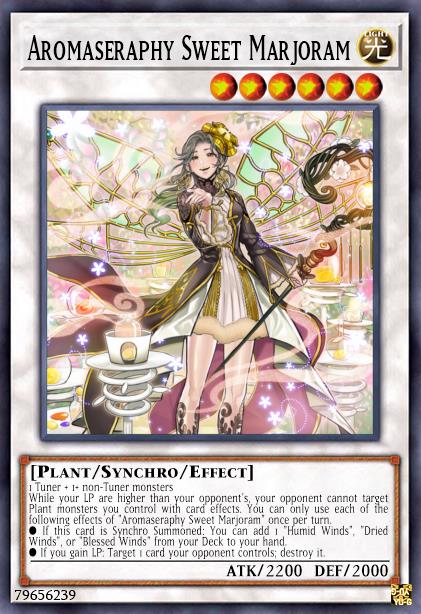 AROMASERAPHY SWEET MARJORAM
LIGHT
光
[PLANT/SYNCHRO/EFFECT]
1 Tuner + 1+ non-Tuner monsters
While your LP are higher than your opponent's, your opponent cannot target
Plant monsters you control with card effects. You can only use each of the
following effects of "Aromaseraphy Sweet Marjoram" once per turn.
● If this card is Synchro Summoned: You can add 1 "Humid Winds", "Dried
Winds", or "Blessed Winds" from your Deck to your hand.
● If you gain LP: Target 1 card your opponent controls; destroy it.
ATK/2200 DEF/2000
79656239